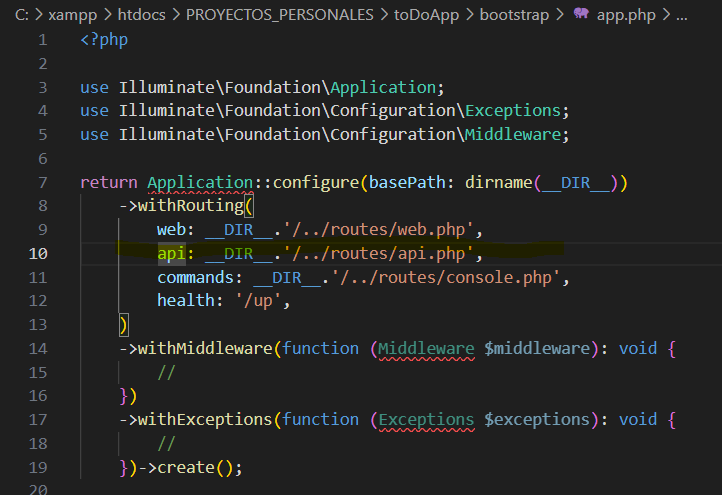 C: > xampp > htdocs > PROYECTOS_PERSONALES > toDoApp > bootstrap > app.php > ...
1 <?php
2
3 use Illuminate\Foundation\Application;
4 use Illuminate\Foundation\Configuration\Exceptions;
5 use Illuminate\Foundation\Configuration\Middleware;
6
7 return Application::configure(basePath: dirname(__DIR__))
8     ->withRouting(
9         web: __DIR__.'/../routes/web.php',
10         api: __DIR__.'/../routes/api.php',
11         commands: __DIR__.'/../routes/console.php',
12         health: '/up',
13     )
14     ->withMiddleware(function (Middleware $middleware): void {
15         //
16     })
17     ->withExceptions(function (Exceptions $exceptions): void {
18         //
19     })->create();
20